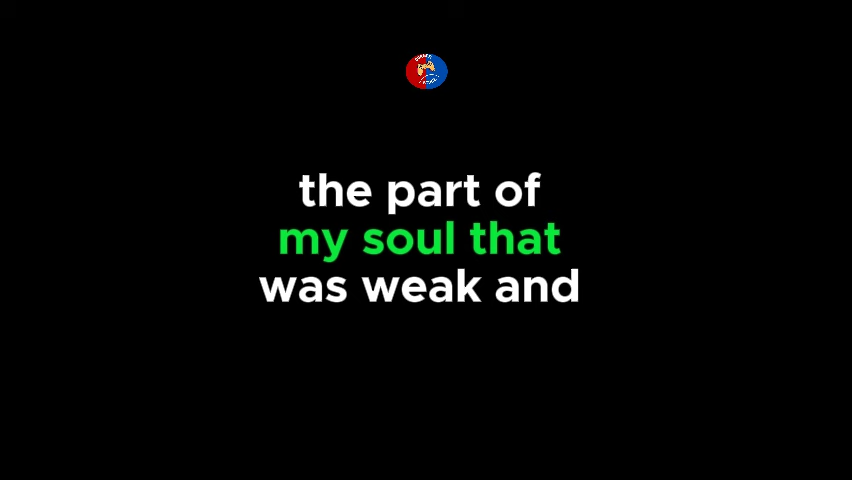 the part of
my soul that
was weak and